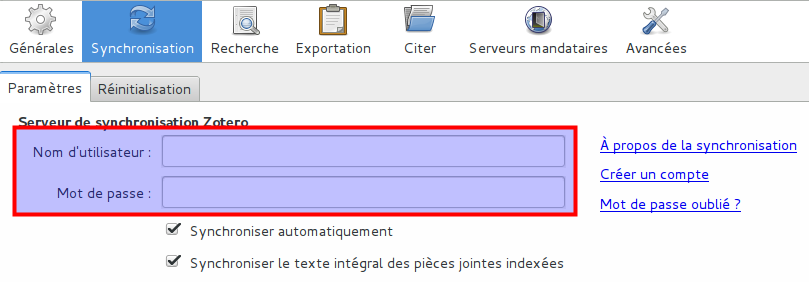 Générales Synchronisation Recherche Exportation Citer Serveurs mandataires Avancées
Paramètres Réinitialisation
Serveur de synchronisation Zotero
Nom d'utilisateur :
Mot de passe :
À propos de la synchronisation
Créer un compte
Mot de passe oublié ?
Synchroniser automatiquement
Synchroniser le texte intégral des pièces jointes indexées